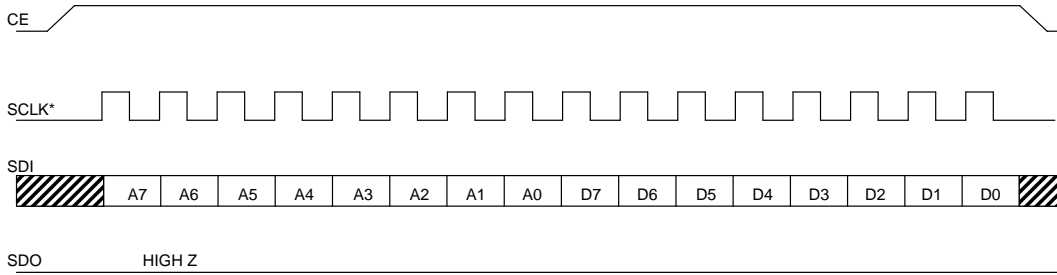 CE
SCLK*
SDI
A7 A6 A5 A4 A3 A2 A1 A0 D7 D6 D5 D4 D3 D2 D1 D0
SDO HIGH Z